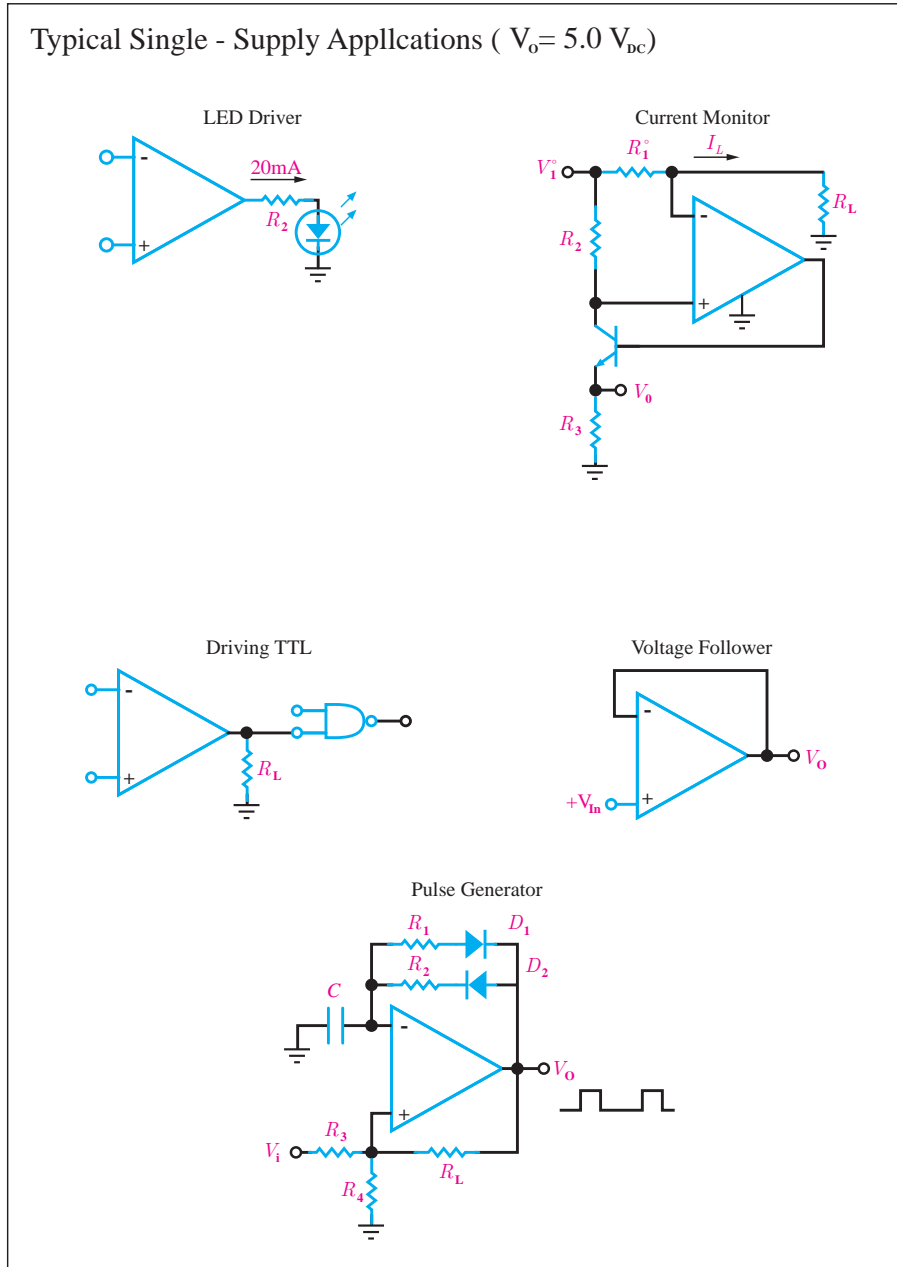 Typical Single - Supply Appllcations ( Vo= 5.0 VDC)
LED Driver
-
+
20mA
R2
Current Monitor
V1°
R1°
IL
RL
R2
-
+
V0
R3
Driving TTL
-
+
RL
Voltage Follower
-
+
+VIn
VO
Pulse Generator
R1
D1
R2
D2
C
-
+
VO
Vi
R3
R4
RL